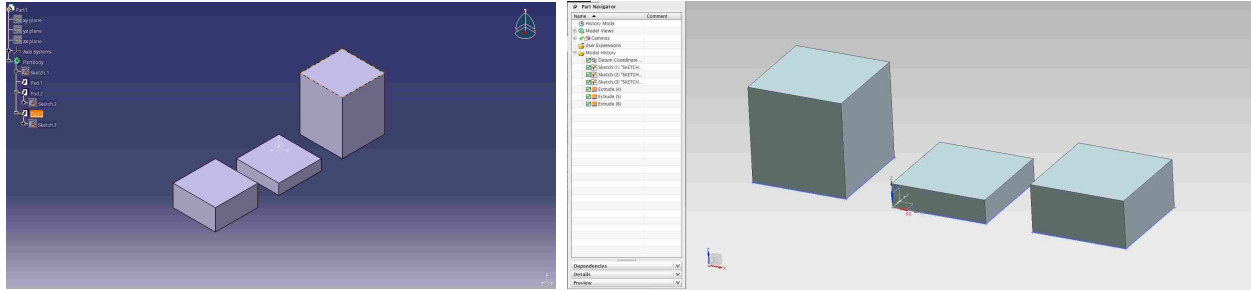 Part1
xy plane
yz plane
zx plane
Axis Systems
PartBody
Sketch.1
Pad.1
Pad.2
Sketch.2
Sketch.3
Part Navigator
Name Comment
History Mode
Model Views
Cameras
User Expressions
Model History
Datum Coordinate ...
Sketch (1) "SKETCH...
Sketch (2) "SKETCH...
Sketch (3) "SKETCH...
Extrude (4)
Extrude (5)
Extrude (6)
Dependencies
Details
Preview